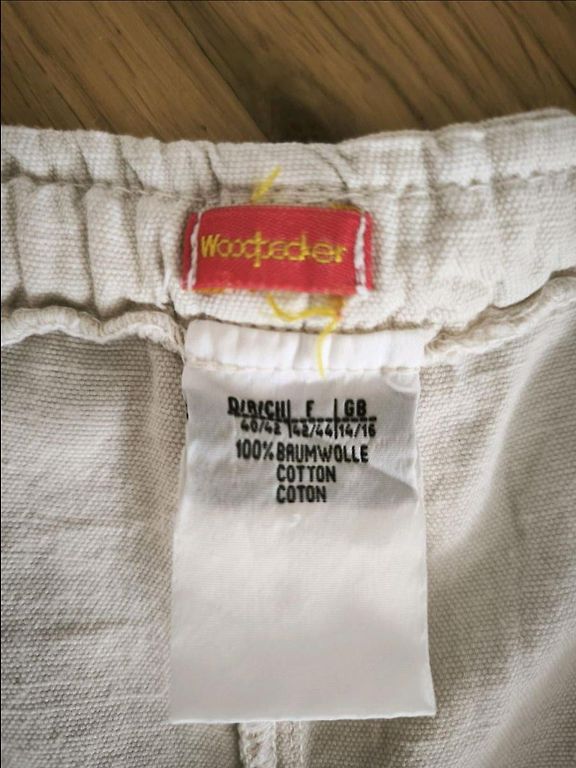 Woodpecker
D/A/CH| F |GB
40/42 |42/44|14/16
100% BAUMWOLLE
COTTON
COTON